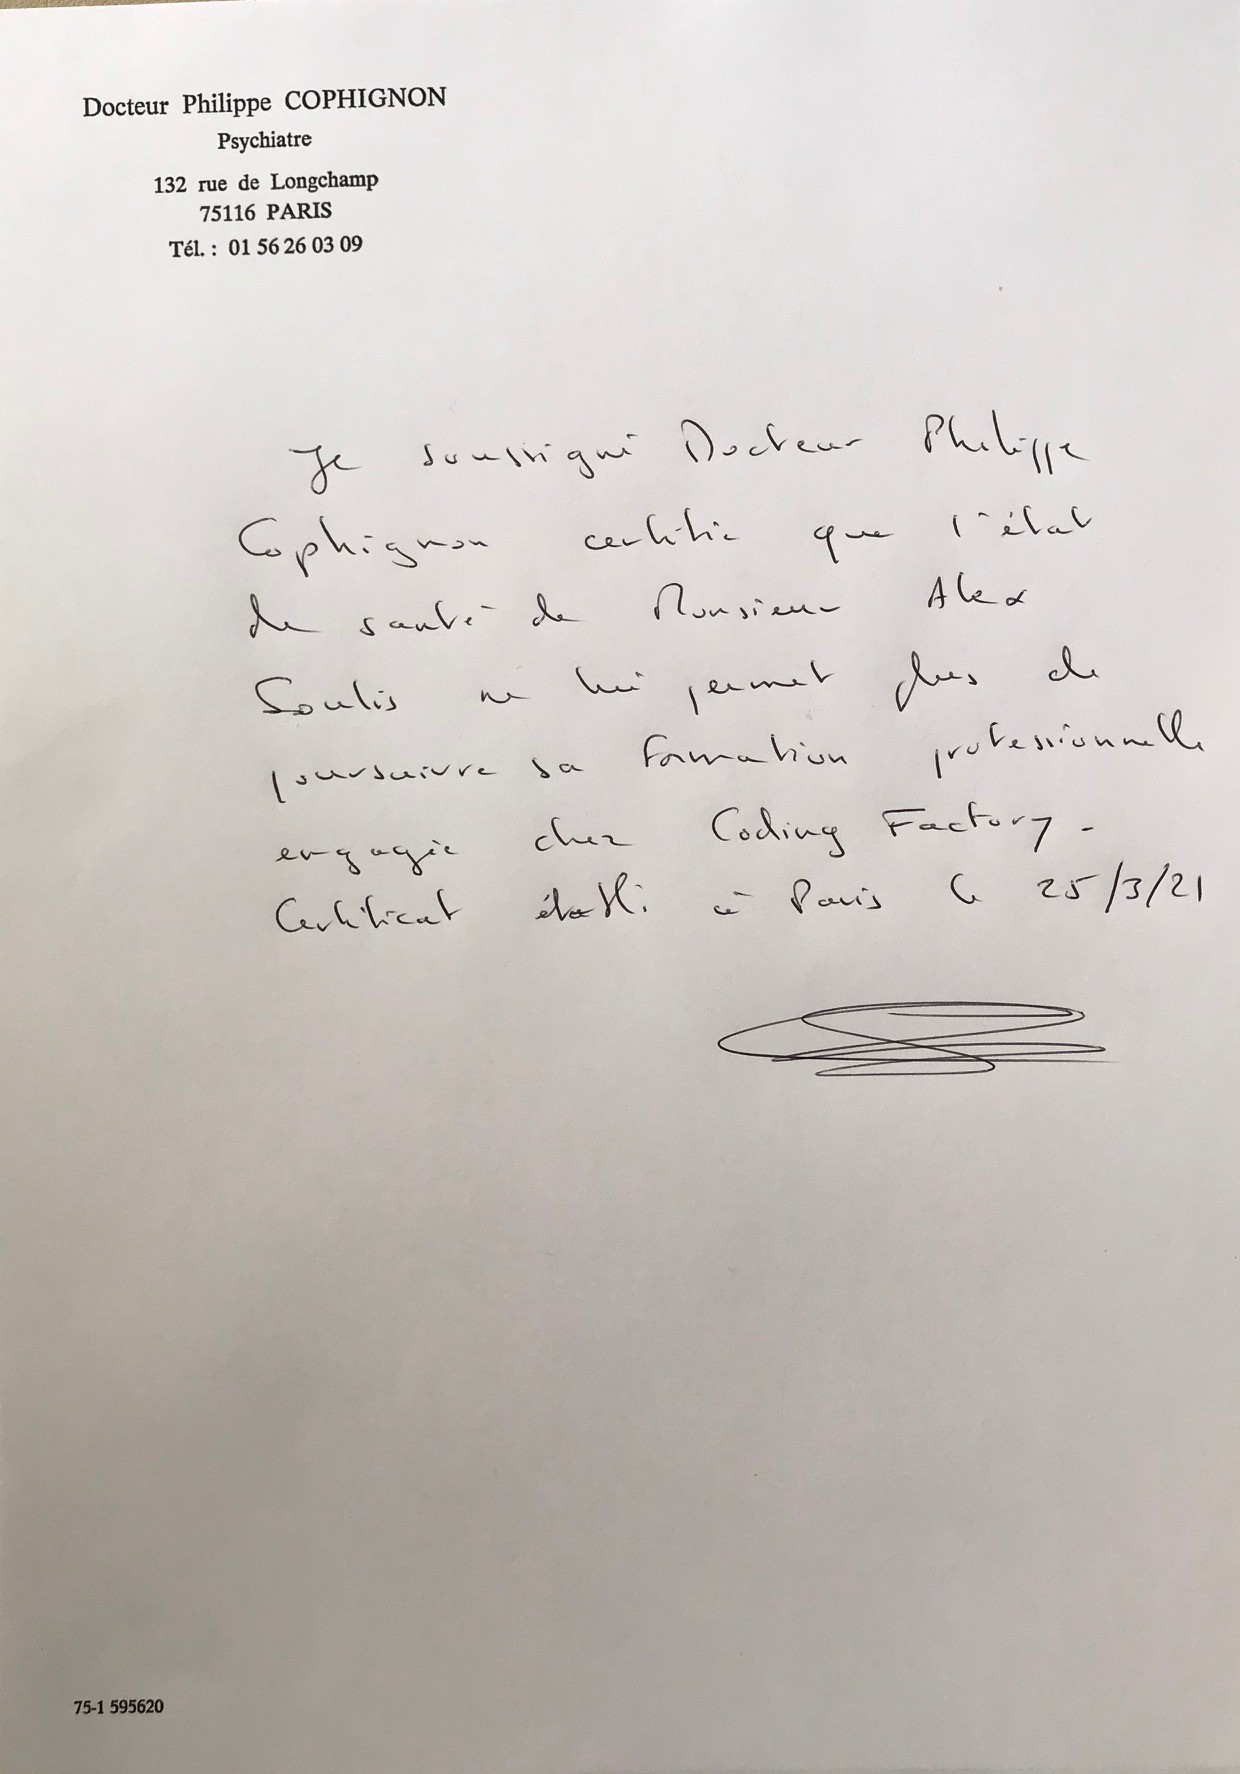 Docteur Philippe COPHIGNON
Psychiatre
132 rue de Longchamp
75116 PARIS
Tél. : 01 56 26 03 09
Je soussigné Docteur Philippe
Cophignon certifie que l'état
de santé de Monsieur Alex
Soulis ne lui permet plus de
poursuivre sa formation professionnelle
engagée chez Coding Factory.
Certificat établi à Paris le 25/3/21
75-1 595620